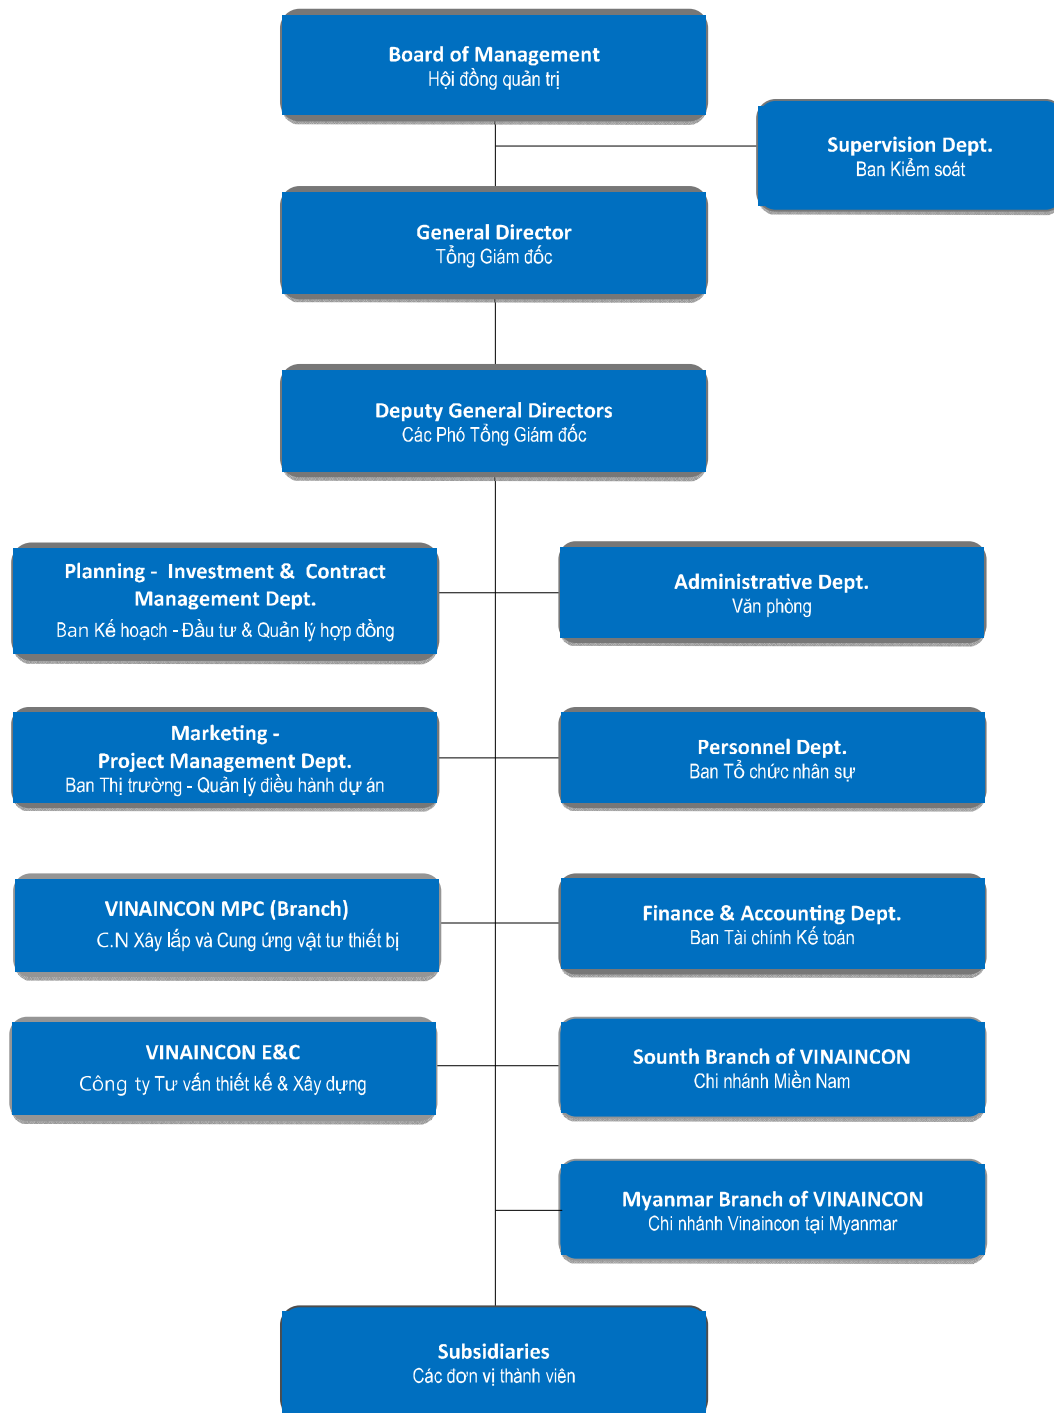 Board of Management
Hội đồng quản trị
Supervision Dept.
Ban Kiểm soát
General Director
Tổng Giám đốc
Deputy General Directors
Các Phó Tổng Giám đốc
Planning - Investment & Contract
Management Dept.
Ban Kế hoạch - Đầu tư & Quản lý hợp đồng
Administrative Dept.
Văn phòng
Marketing -
Project Management Dept.
Ban Thị trường - Quản lý điều hành dự án
Personnel Dept.
Ban Tổ chức nhân sự
VINAINCON MPC (Branch)
C.N Xây lắp và Cung ứng vật tư thiết bị
Finance & Accounting Dept.
Ban Tài chính Kế toán
VINAINCON E&C
Công ty Tư vấn thiết kế & Xây dựng
Sounth Branch of VINAINCON
Chi nhánh Miền Nam
Myanmar Branch of VINAINCON
Chi nhánh Vinaincon tại Myanmar
Subsidiaries
Các đơn vị thành viên